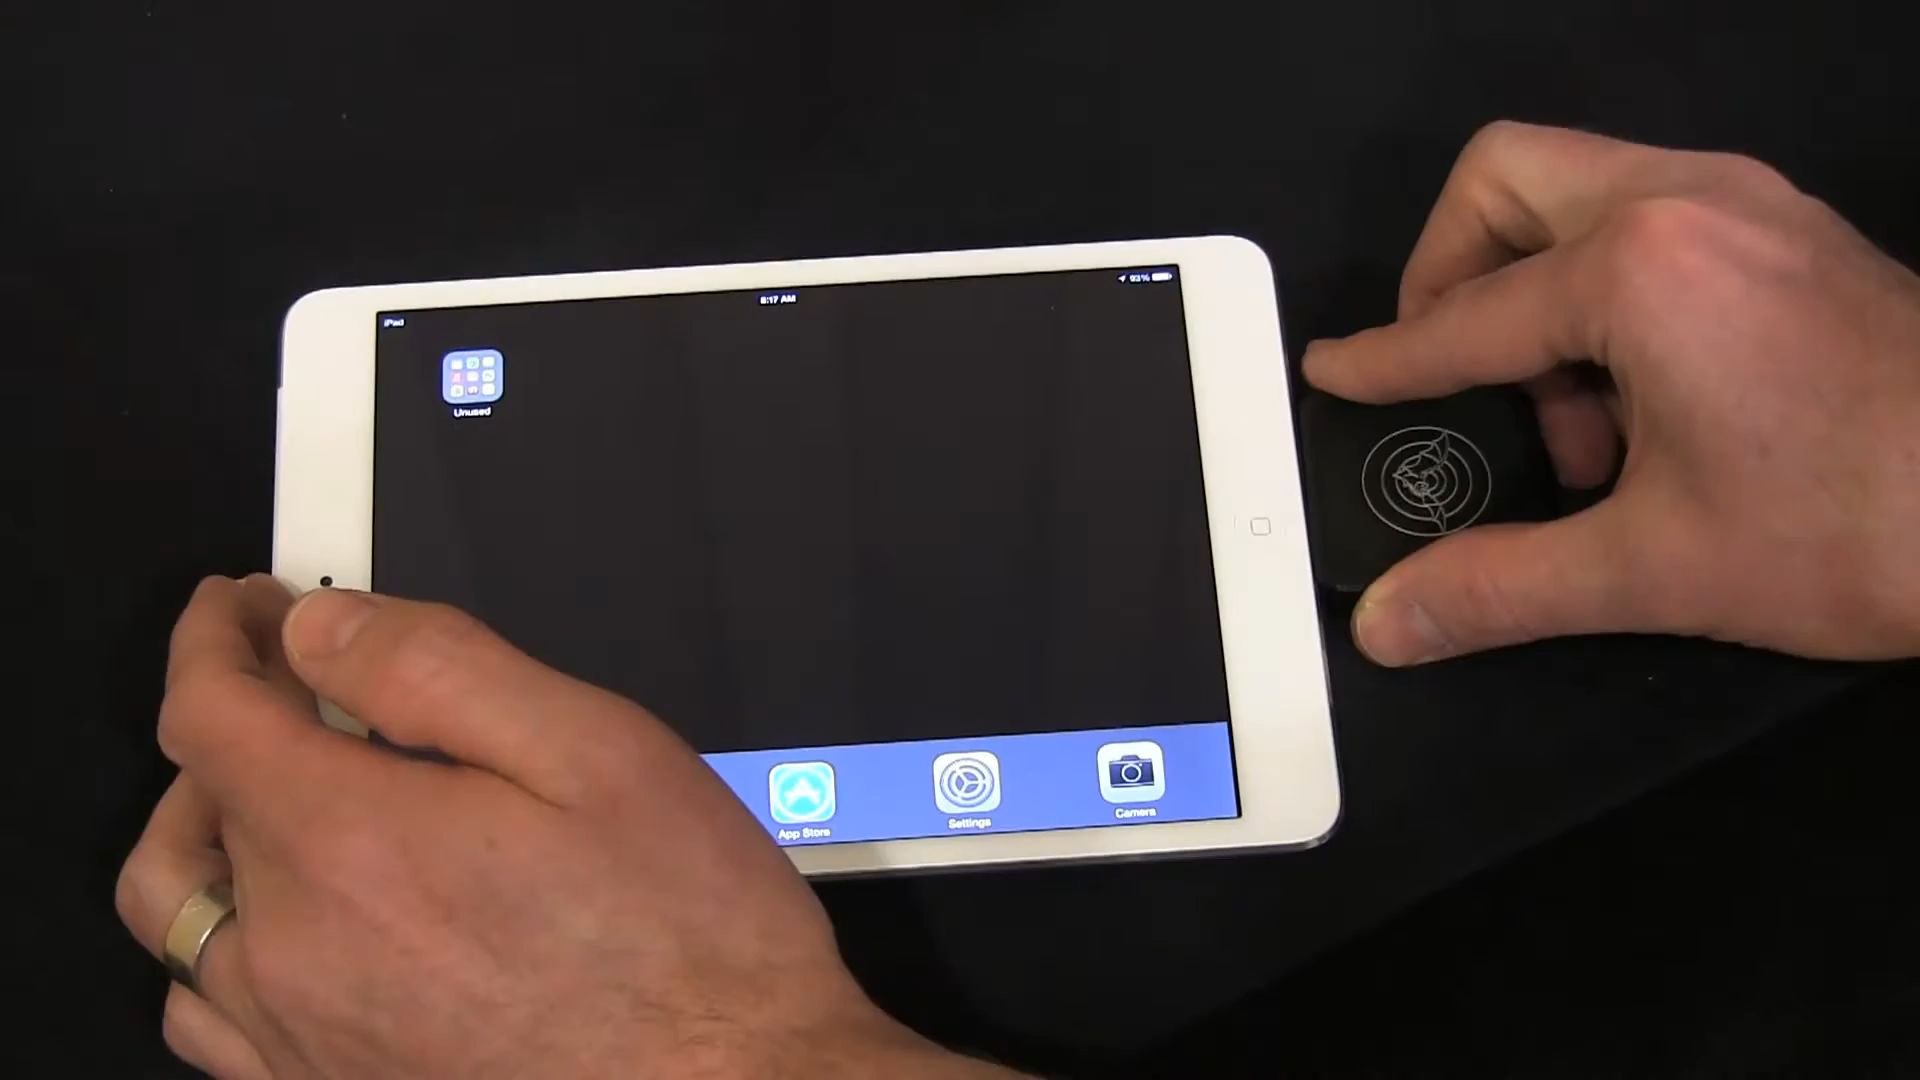 iPad
8:17 AM
93%
Unused
App Store
Settings
Camera